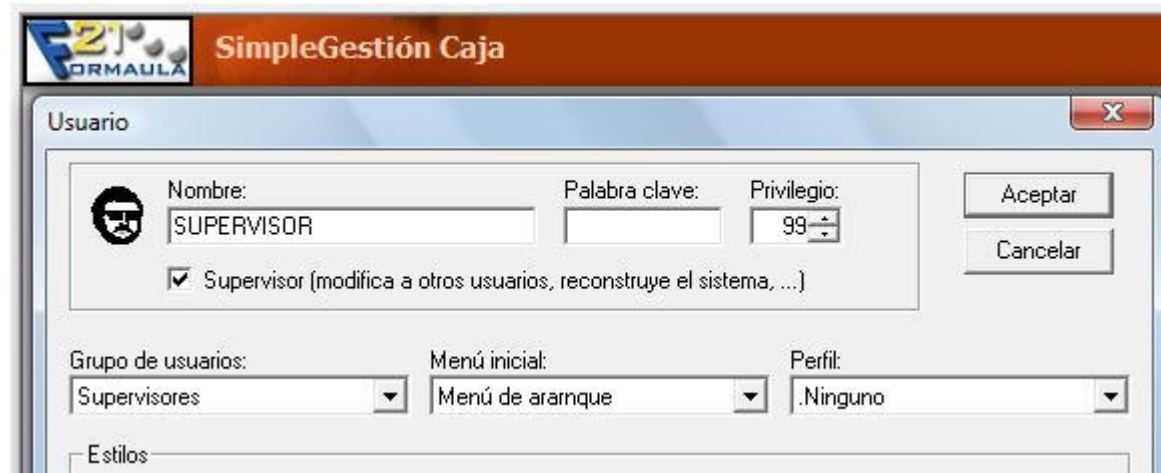 F21
FORMAULA
SimpleGestión Caja
Usuario
Nombre:
Palabra clave:
Privilegio:
SUPERVISOR
99
Aceptar
Supervisor (modifica a otros usuarios, reconstruye el sistema, ...)
Cancelar
Grupo de usuarios:
Menú inicial:
Perfil:
Supervisores
Menú de ararnque
.Ninguno
Estilos